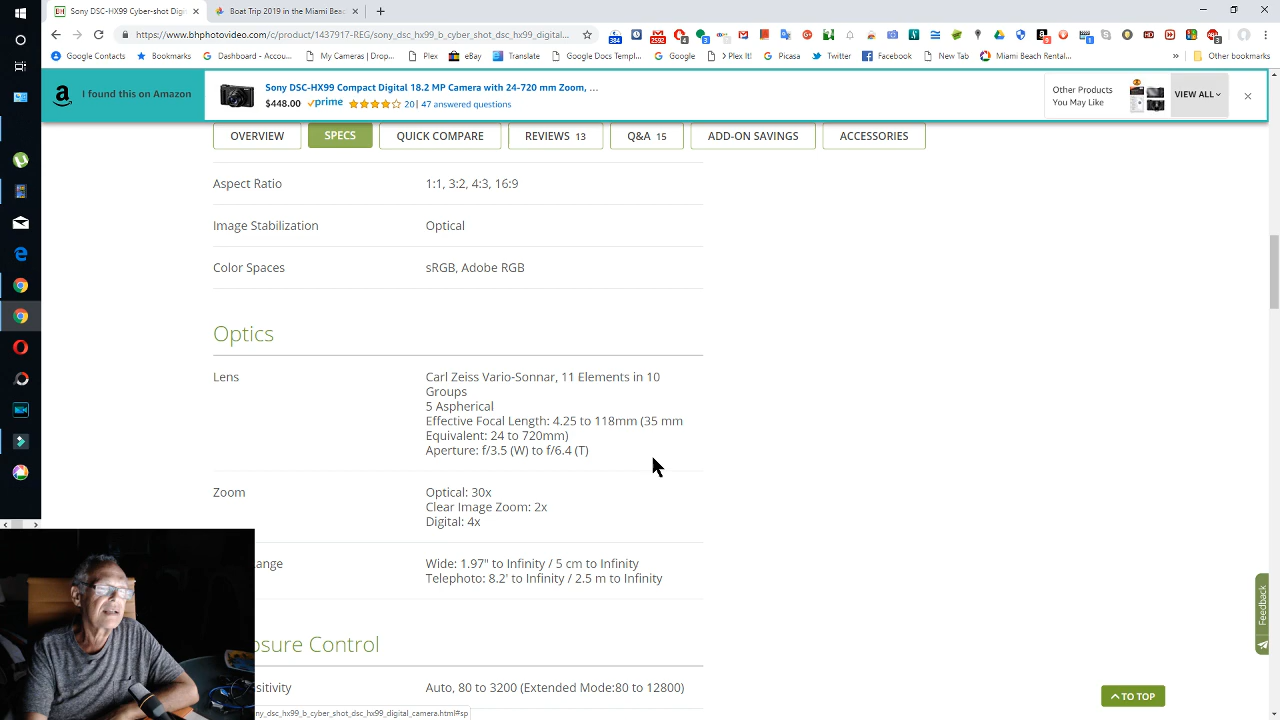 Sony DSC-HX99 Cyber-shot Digi
Boat Trip 2019 in the Miami Beac
https://www.bhphotovideo.com/c/product/1437917-REG/sony_dsc_hx99_b_cyber_shot_dsc_hx99_digital...
Google Contacts
Bookmarks
Dashboard - Accou...
My Cameras | Drop...
Plex
eBay
Translate
Dropbox - Data Templ...
Google
> Plex It!
Picasa
Twitter
Facebook
New Tab
Miami Beach Rental...
Other bookmarks
I found this on Amazon
Sony DSC-HX99 Compact Digital 18.2 MP Camera with 24-720 mm Zoom, ...
$448.00 prime 20 | 47 answered questions
Other Products
You May Like
VIEW ALL
OVERVIEW
SPECS
QUICK COMPARE
REVIEWS 13
Q&A 15
ADD-ON SAVINGS
ACCESSORIES
Aspect Ratio
1:1, 3:2, 4:3, 16:9
Image Stabilization
Optical
Color Spaces
sRGB, Adobe RGB
Optics
Lens
Carl Zeiss Vario-Sonnar, 11 Elements in 10
Groups
5 Aspherical
Effective Focal Length: 4.25 to 118mm (35 mm
Equivalent: 24 to 720mm)
Aperture: f/3.5 (W) to f/6.4 (T)
Zoom
Optical: 30x
Clear Image Zoom: 2x
Digital: 4x
ange
Wide: 1.97" to Infinity / 5 cm to Infinity
Telephoto: 8.2' to Infinity / 2.5 m to Infinity
osure Control
sitivity
Auto, 80 to 3200 (Extended Mode:80 to 12800)
ny_dsc_hx99_b_cyber_shot_dsc_hx99_digital_camera.html#sp
Feedback
TO TOP